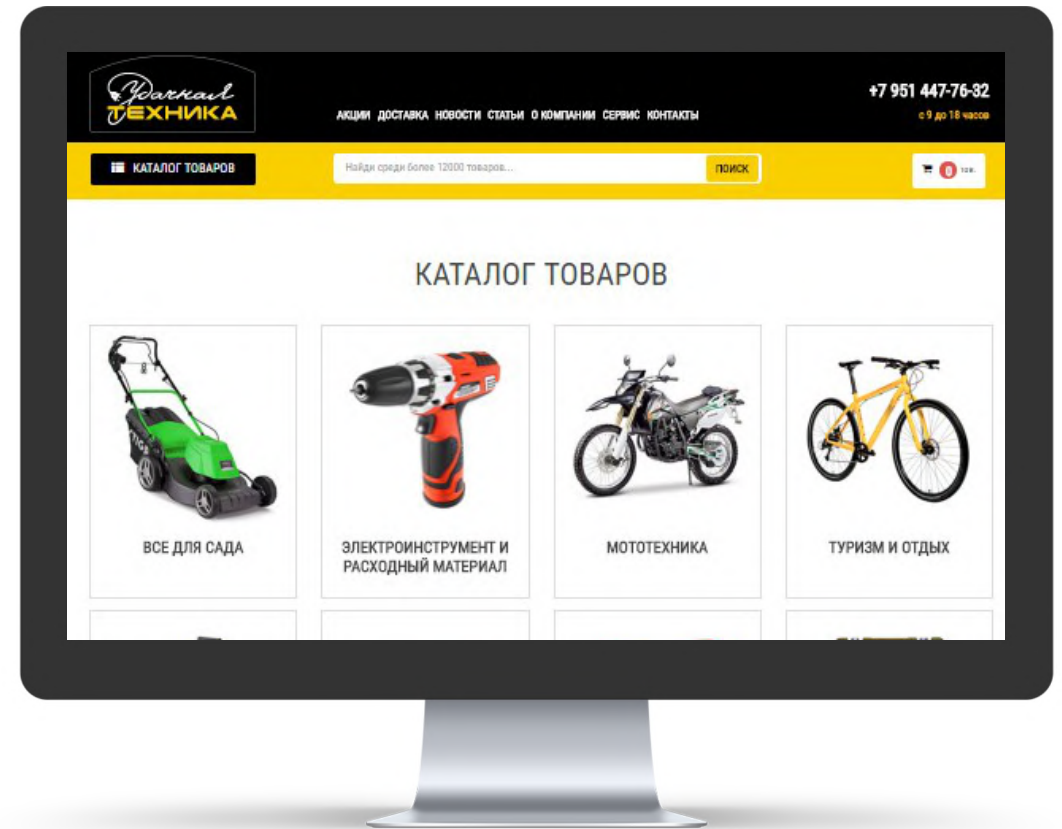 Удачная
ТЕХНИКА
АКЦИИ ДОСТАВКА НОВОСТИ СТАТЬИ О КОМПАНИИ СЕРВИС КОНТАКТЫ
+7 951 447-76-32
с 9 до 18 часов
КАТАЛОГ ТОВАРОВ
Найди среди более 12000 товаров...
ПОИСК
0 тов.
КАТАЛОГ ТОВАРОВ
STIGA
ВСЕ ДЛЯ САДА
ЭЛЕКТРОИНСТРУМЕНТ И
РАСХОДНЫЙ МАТЕРИАЛ
МОТОТЕХНИКА
ТУРИЗМ И ОТДЫХ